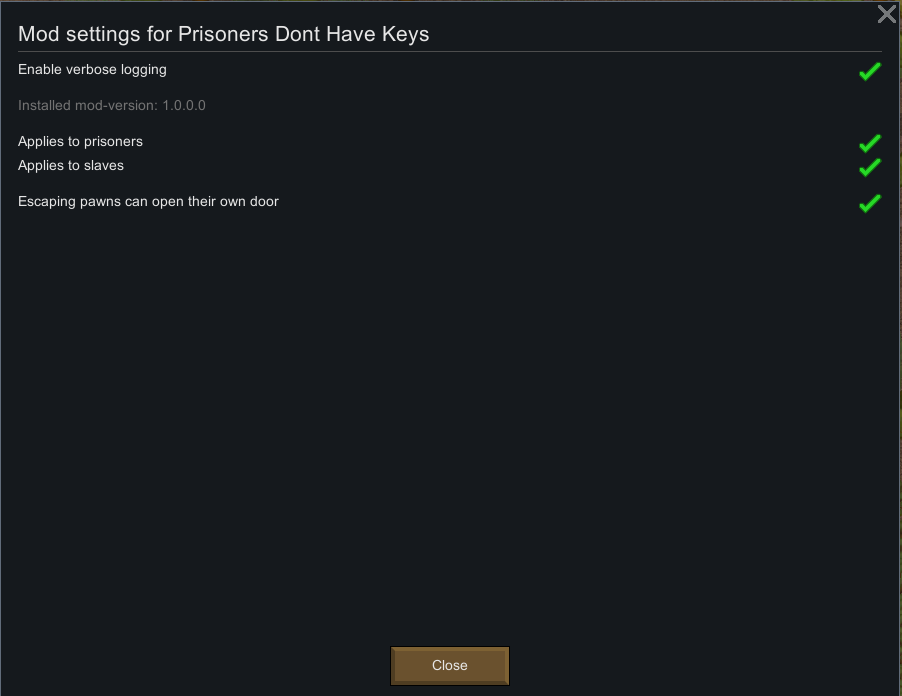 Mod settings for Prisoners Dont Have Keys
Enable verbose logging
Installed mod-version: 1.0.0.0
Applies to prisoners
Applies to slaves
Escaping pawns can open their own door
Close